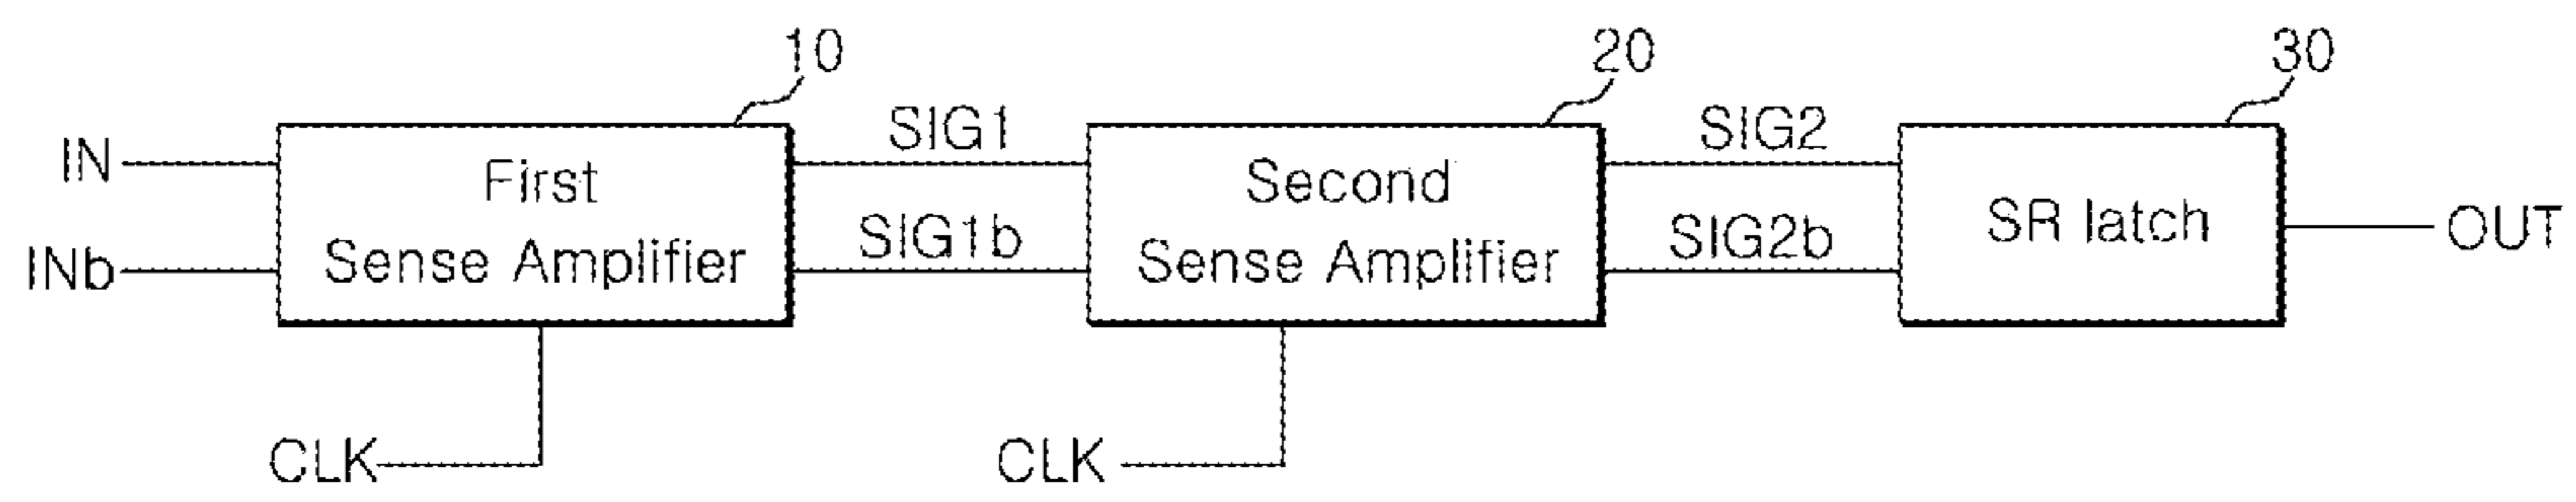 10
20
30
IN
INb
First
Sense Amplifier
CLK
SIG1
SIG1b
Second
Sense Amplifier
CLK
SIG2
SIG2b
SR latch
OUT